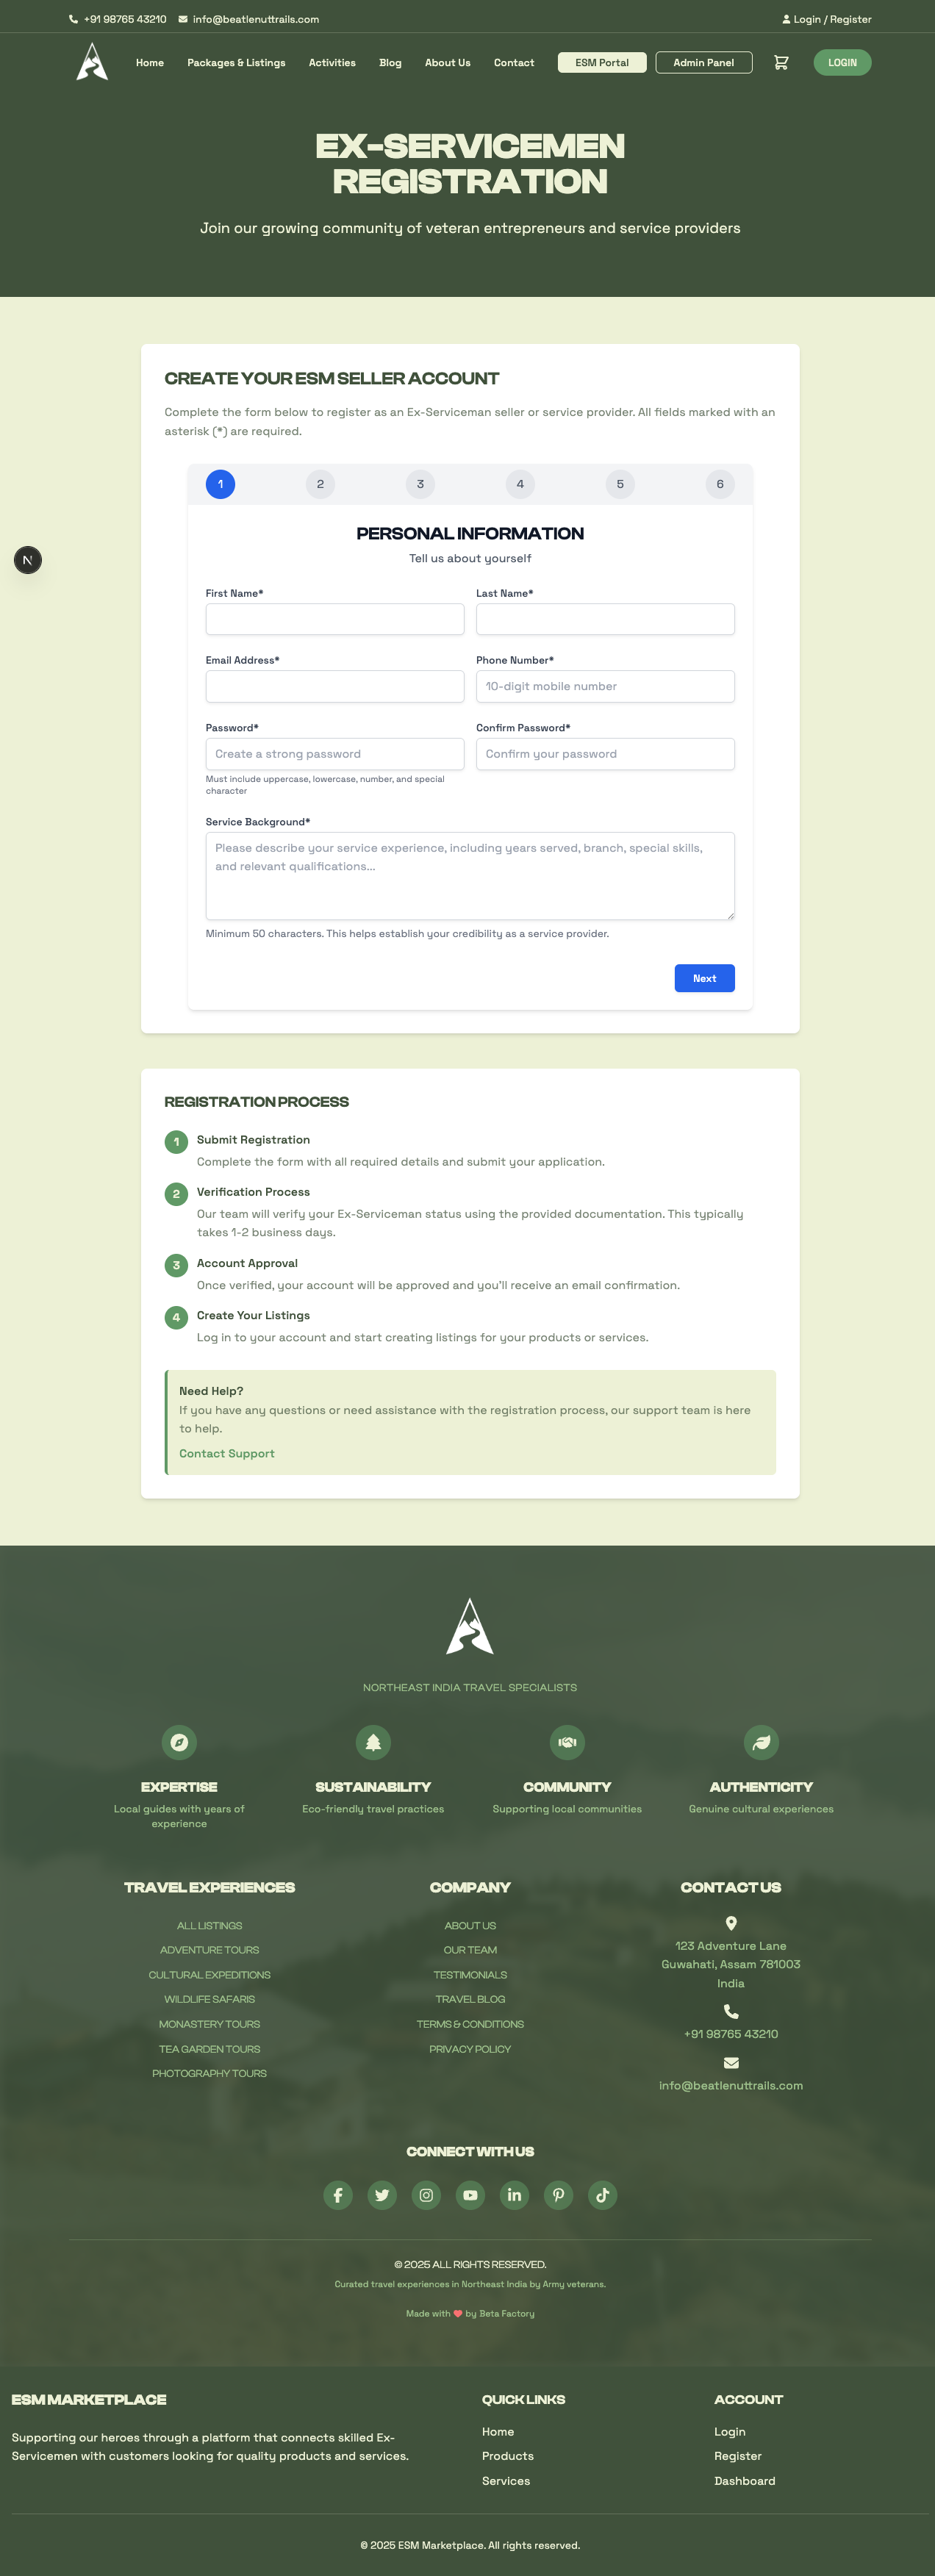 +91 98765 43210
info@beatlenuttrails.com
Login / Register
Home
Packages & Listings
Activities
Blog
About Us
Contact
ESM Portal
Admin Panel
LOGIN
EX-SERVICEMEN
REGISTRATION
Join our growing community of veteran entrepreneurs and service providers
CREATE YOUR ESM SELLER ACCOUNT
Complete the form below to register as an Ex-Serviceman seller or service provider. All fields marked with an
asterisk (*) are required.
1
2
3
4
5
6
N
PERSONAL INFORMATION
Tell us about yourself
First Name*
Last Name*
Email Address*
Phone Number*
10-digit mobile number
Password*
Confirm Password*
Create a strong password
Confirm your password
Must include uppercase, lowercase, number, and special
character
Service Background*
Please describe your service experience, including years served, branch, special skills,
and relevant qualifications...
Minimum 50 characters. This helps establish your credibility as a service provider.
Next
REGISTRATION PROCESS
1
Submit Registration
Complete the form with all required details and submit your application.
2
Verification Process
Our team will verify your Ex-Serviceman status using the provided documentation. This typically
takes 1-2 business days.
3
Account Approval
Once verified, your account will be approved and you'll receive an email confirmation.
4
Create Your Listings
Log in to your account and start creating listings for your products or services.
Need Help?
If you have any questions or need assistance with the registration process, our support team is here
to help.
Contact Support
NORTHEAST INDIA TRAVEL SPECIALISTS
EXPERTISE
Local guides with years of
experience
SUSTAINABILITY
Eco-friendly travel practices
COMMUNITY
Supporting local communities
AUTHENTICITY
Genuine cultural experiences
TRAVEL EXPERIENCES
ALL LISTINGS
ADVENTURE TOURS
CULTURAL EXPEDITIONS
WILDLIFE SAFARIS
MONASTERY TOURS
TEA GARDEN TOURS
PHOTOGRAPHY TOURS
COMPANY
ABOUT US
OUR TEAM
TESTIMONIALS
TRAVEL BLOG
TERMS & CONDITIONS
PRIVACY POLICY
CONTACT US
123 Adventure Lane
Guwahati, Assam 781003
India
+91 98765 43210
info@beatlenuttrails.com
CONNECT WITH US
© 2025 ALL RIGHTS RESERVED.
Curated travel experiences in Northeast India by Army veterans.
Made with ❤ by Beta Factory
ESM MARKETPLACE
Supporting our heroes through a platform that connects skilled Ex-
Servicemen with customers looking for quality products and services.
QUICK LINKS
Home
Products
Services
ACCOUNT
Login
Register
Dashboard
© 2025 ESM Marketplace. All rights reserved.